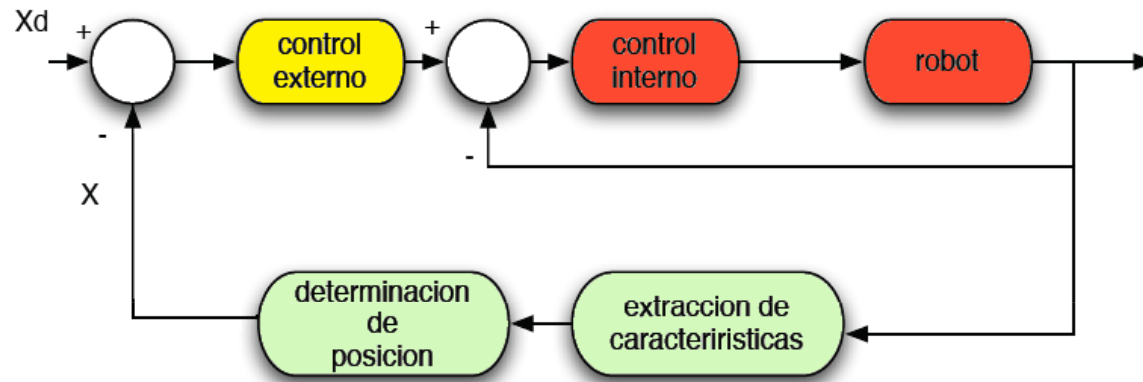 Xd
+
control
externo
+
control
interno
robot
-
-
X
determinacion
de
posicion
extraccion de
caracteriristicas